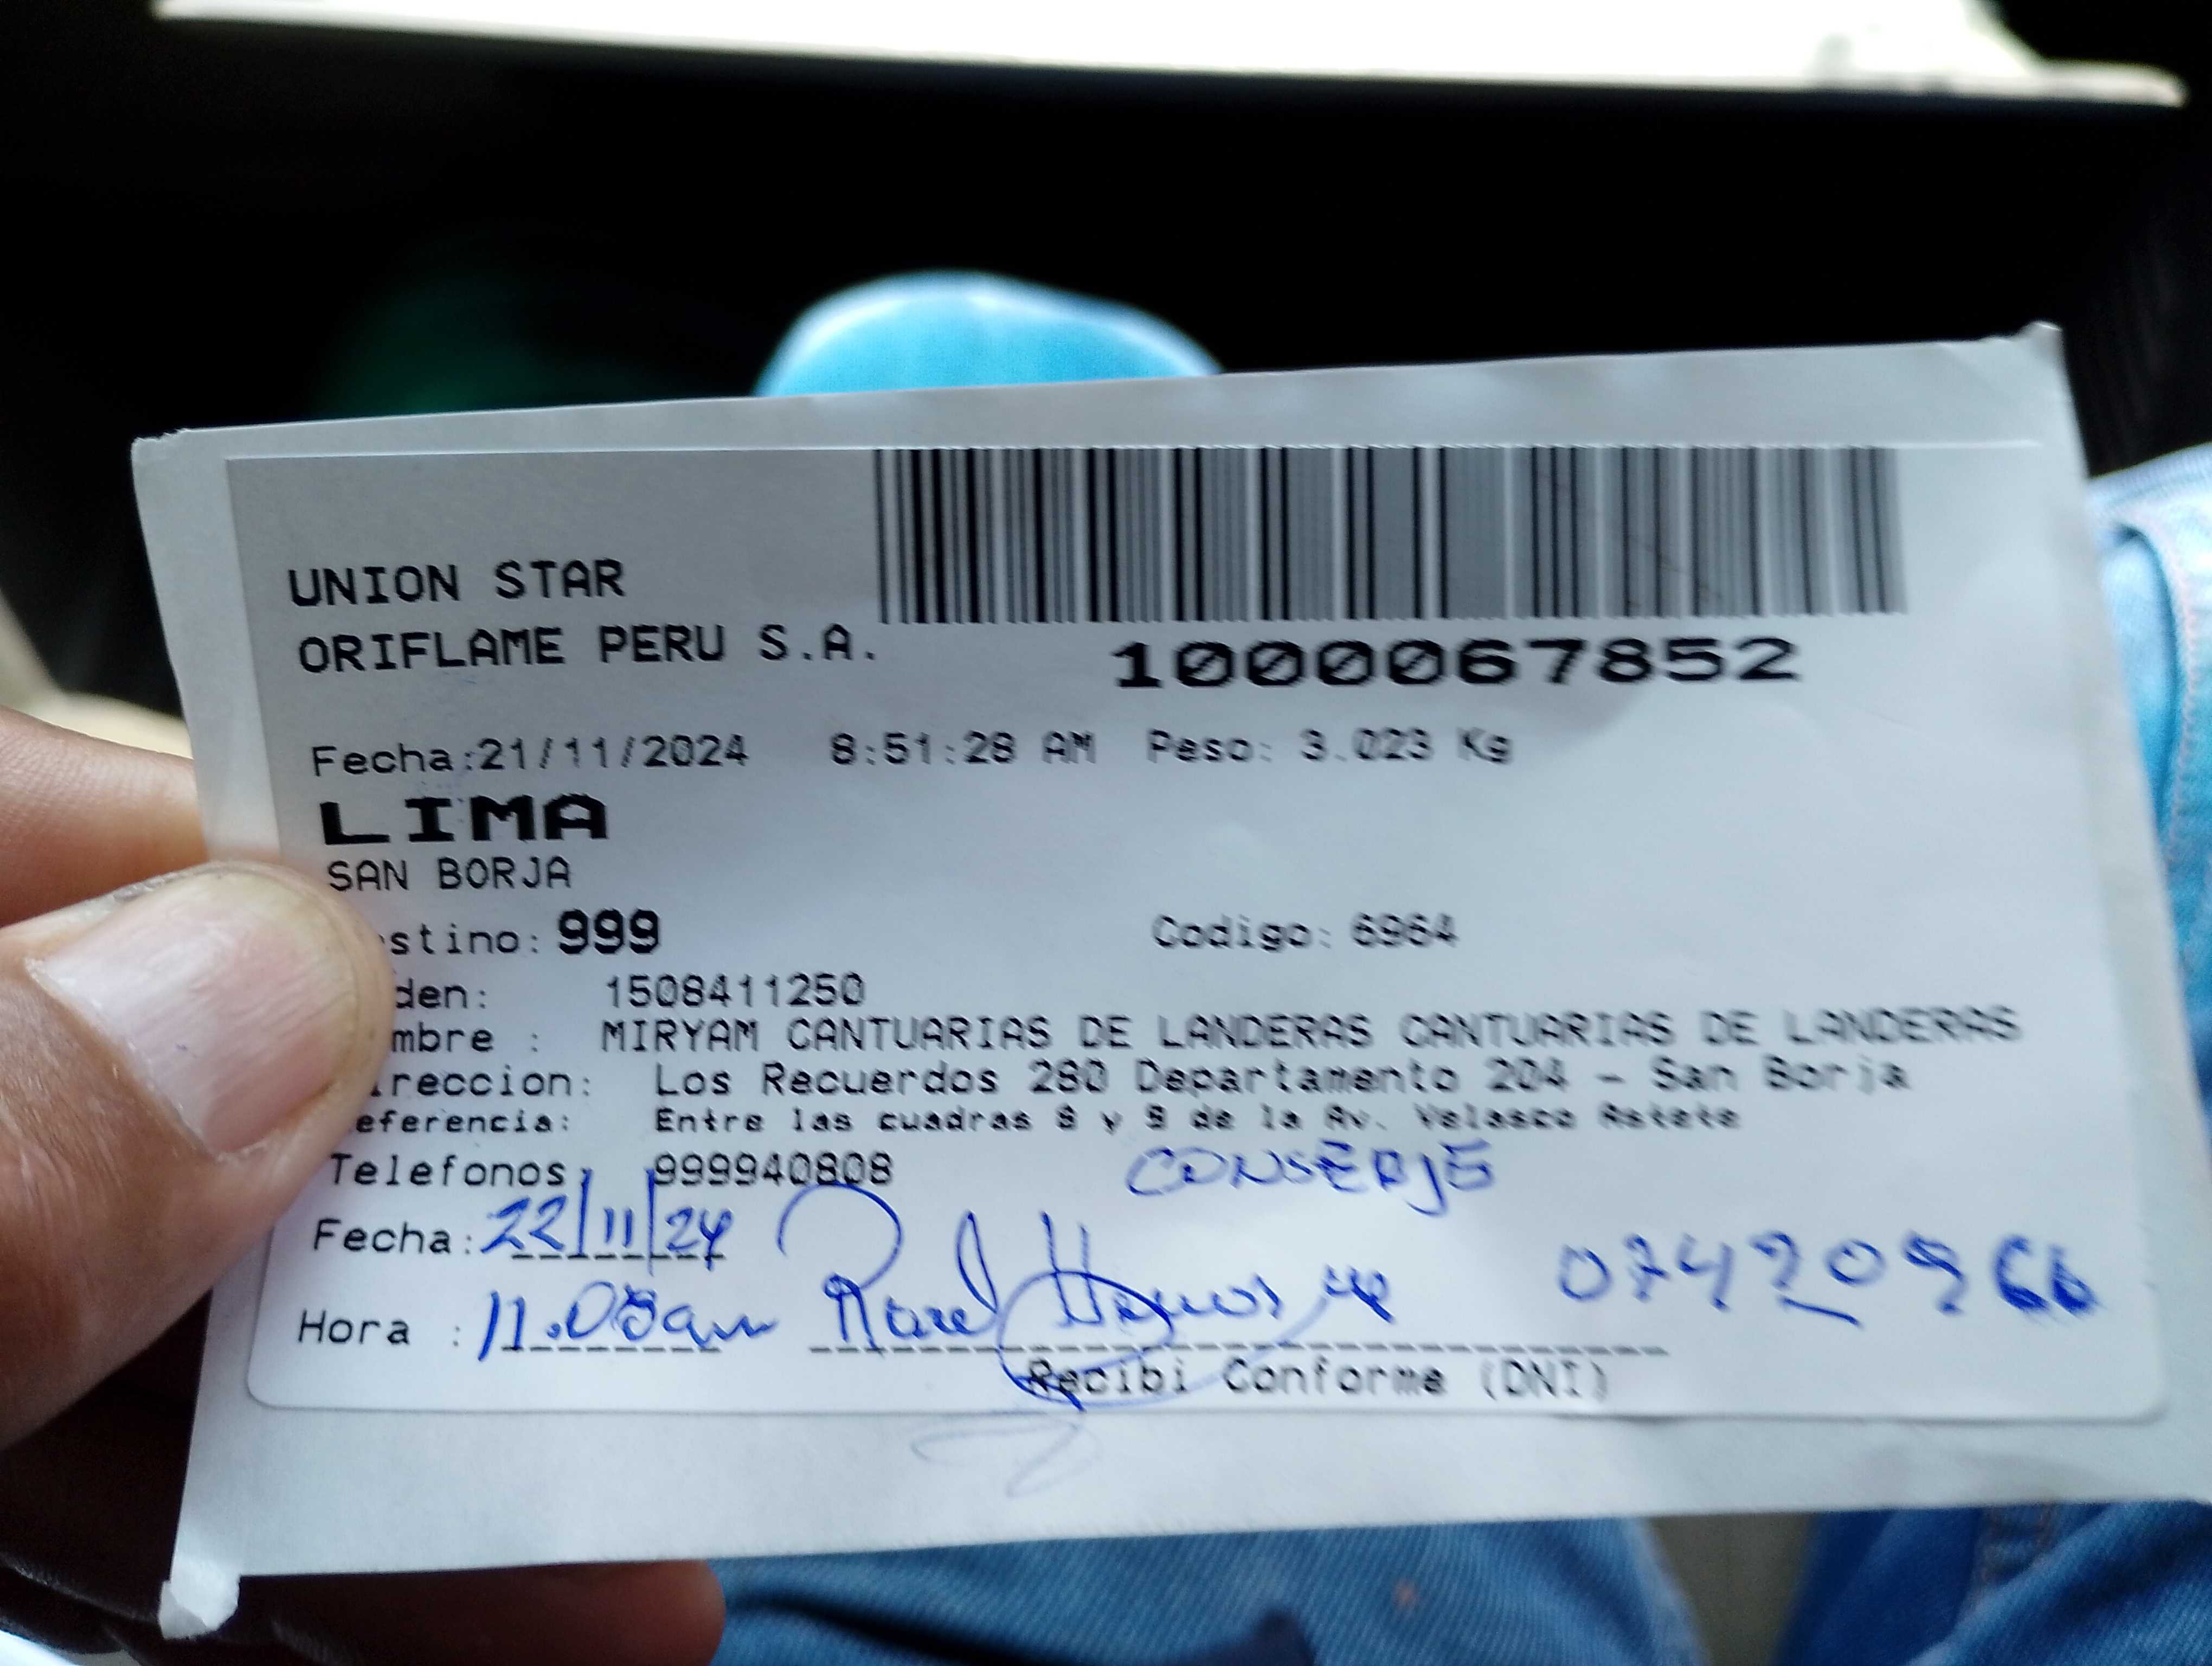 UNION STAR
ORIFLAME PERU S.A.
1000067852
Fecha:21/11/2024 8:51:28 AM Peso: 3.023 Kg
LIMA
SAN BORJA
stino: 999 Codigo: 6964
den: 1508411250
mbre : MIRYAM CANTUARIAS DE LANDERAS CANTUARIAS DE LANDERAS
ireccion: Los Recuerdos 280 Departamento 204 - San Borja
eferencia: Entre las cuadras 8 y 9 de la Av. Velasco Astete
Telefonos 999940808 CONSERJE
Fecha: 22/11/24
Hora : 11.08am
Recibi Conforme (DNI)